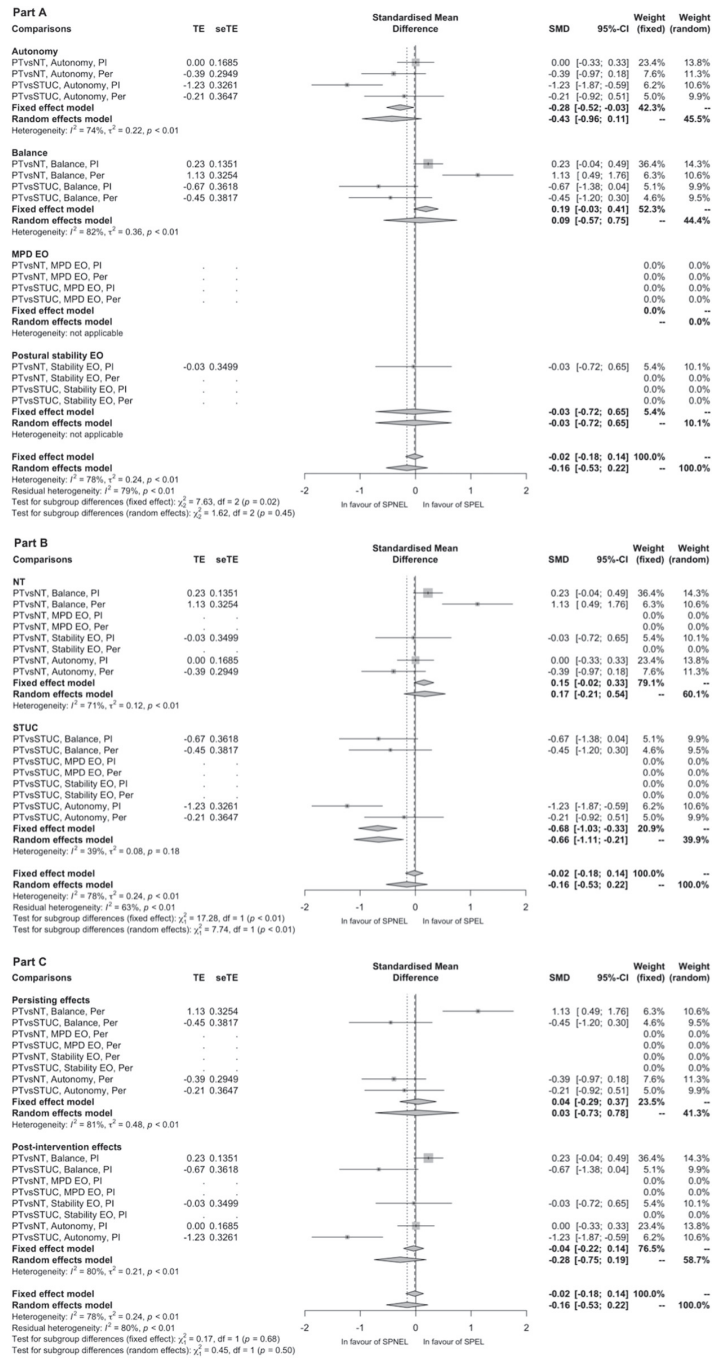 Part A
Comparisons TE seTE Standardised Mean Difference SMD 95%-CI Weight (fixed) Weight (random)
Autonomy
PTvsNT, Autonomy, PI 0.00 0.1685 0.00 [-0.33; 0.33] 23.4% 13.8%
PTvsNT, Autonomy, Per -0.39 0.2949 -0.39 [-0.97; 0.18] 7.6% 11.3%
PTvsSTUC, Autonomy, PI -1.23 0.3261 -1.23 [-1.87; -0.59] 6.2% 10.6%
PTvsSTUC, Autonomy, Per -0.21 0.3647 -0.21 [-0.92; 0.51] 5.0% 9.9%
Fixed effect model -0.28 [-0.52; -0.03] 42.3% --
Random effects model -0.43 [-0.96; 0.11] -- 45.5%
Heterogeneity: I² = 74%, τ² = 0.22, p < 0.01
Balance
PTvsNT, Balance, PI 0.23 0.1351 0.23 [-0.04; 0.49] 36.4% 14.3%
PTvsNT, Balance, Per 1.13 0.3254 1.13 [ 0.49; 1.76] 6.3% 10.6%
PTvsSTUC, Balance, PI -0.67 0.3618 -0.67 [-1.38; 0.04] 5.1% 9.9%
PTvsSTUC, Balance, Per -0.45 0.3817 -0.45 [-1.20; 0.30] 4.6% 9.5%
Fixed effect model 0.19 [-0.03; 0.41] 52.3% --
Random effects model 0.09 [-0.57; 0.75] -- 44.4%
Heterogeneity: I² = 82%, τ² = 0.36, p < 0.01
MPD EO
PTvsNT, MPD EO, PI . . 0.0% 0.0%
PTvsNT, MPD EO, Per . . 0.0% 0.0%
PTvsSTUC, MPD EO, PI . . 0.0% 0.0%
PTvsSTUC, MPD EO, Per . . 0.0% 0.0%
Fixed effect model 0.0% --
Random effects model -- 0.0%
Heterogeneity: not applicable
Postural stability EO
PTvsNT, Stability EO, PI -0.03 0.3499 -0.03 [-0.72; 0.65] 5.4% 10.1%
PTvsNT, Stability EO, Per . . 0.0% 0.0%
PTvsSTUC, Stability EO, PI . . 0.0% 0.0%
PTvsSTUC, Stability EO, Per . . 0.0% 0.0%
Fixed effect model -0.03 [-0.72; 0.65] 5.4% --
Random effects model -0.03 [-0.72; 0.65] -- 10.1%
Heterogeneity: not applicable
Fixed effect model -0.02 [-0.18; 0.14] 100.0% --
Random effects model -0.16 [-0.53; 0.22] -- 100.0%
Heterogeneity: I² = 78%, τ² = 0.24, p < 0.01
Residual heterogeneity: I² = 79%, p < 0.01 -2 -1 0 1 2
Test for subgroup differences (fixed effect): χ²₂ = 7.63, df = 2 (p = 0.02) In favour of SPNEL In favour of SPEL
Test for subgroup differences (random effects): χ²₂ = 1.62, df = 2 (p = 0.45)
Part B
Comparisons TE seTE Standardised Mean Difference SMD 95%-CI Weight (fixed) Weight (random)
NT
PTvsNT, Balance, PI 0.23 0.1351 0.23 [-0.04; 0.49] 36.4% 14.3%
PTvsNT, Balance, Per 1.13 0.3254 1.13 [ 0.49; 1.76] 6.3% 10.6%
PTvsNT, MPD EO, PI . . 0.0% 0.0%
PTvsNT, MPD EO, Per . . 0.0% 0.0%
PTvsNT, Stability EO, PI -0.03 0.3499 -0.03 [-0.72; 0.65] 5.4% 10.1%
PTvsNT, Stability EO, Per . . 0.0% 0.0%
PTvsNT, Autonomy, PI 0.00 0.1685 0.00 [-0.33; 0.33] 23.4% 13.8%
PTvsNT, Autonomy, Per -0.39 0.2949 -0.39 [-0.97; 0.18] 7.6% 11.3%
Fixed effect model 0.15 [-0.02; 0.33] 79.1% --
Random effects model 0.17 [-0.21; 0.54] -- 60.1%
Heterogeneity: I² = 71%, τ² = 0.12, p < 0.01
STUC
PTvsSTUC, Balance, PI -0.67 0.3618 -0.67 [-1.38; 0.04] 5.1% 9.9%
PTvsSTUC, Balance, Per -0.45 0.3817 -0.45 [-1.20; 0.30] 4.6% 9.5%
PTvsSTUC, MPD EO, PI . . 0.0% 0.0%
PTvsSTUC, MPD EO, Per . . 0.0% 0.0%
PTvsSTUC, Stability EO, PI . . 0.0% 0.0%
PTvsSTUC, Stability EO, Per . . 0.0% 0.0%
PTvsSTUC, Autonomy, PI -1.23 0.3261 -1.23 [-1.87; -0.59] 6.2% 10.6%
PTvsSTUC, Autonomy, Per -0.21 0.3647 -0.21 [-0.92; 0.51] 5.0% 9.9%
Fixed effect model -0.68 [-1.03; -0.33] 20.9% --
Random effects model -0.66 [-1.11; -0.21] -- 39.9%
Heterogeneity: I² = 39%, τ² = 0.08, p = 0.18
Fixed effect model -0.02 [-0.18; 0.14] 100.0% --
Random effects model -0.16 [-0.53; 0.22] -- 100.0%
Heterogeneity: I² = 78%, τ² = 0.24, p < 0.01
Residual heterogeneity: I² = 63%, p < 0.01 -2 -1 0 1 2
Test for subgroup differences (fixed effect): χ²₁ = 17.28, df = 1 (p < 0.01) In favour of SPNEL In favour of SPEL
Test for subgroup differences (random effects): χ²₁ = 7.74, df = 1 (p < 0.01)
Part C
Comparisons TE seTE Standardised Mean Difference SMD 95%-CI Weight (fixed) Weight (random)
Persisting effects
PTvsNT, Balance, Per 1.13 0.3254 1.13 [ 0.49; 1.76] 6.3% 10.6%
PTvsSTUC, Balance, Per -0.45 0.3817 -0.45 [-1.20; 0.30] 4.6% 9.5%
PTvsNT, MPD EO, Per . . 0.0% 0.0%
PTvsSTUC, MPD EO, Per . . 0.0% 0.0%
PTvsNT, Stability EO, Per . . 0.0% 0.0%
PTvsSTUC, Stability EO, Per . . 0.0% 0.0%
PTvsNT, Autonomy, Per -0.39 0.2949 -0.39 [-0.97; 0.18] 7.6% 11.3%
PTvsSTUC, Autonomy, Per -0.21 0.3647 -0.21 [-0.92; 0.51] 5.0% 9.9%
Fixed effect model 0.04 [-0.29; 0.37] 23.5% --
Random effects model 0.03 [-0.73; 0.78] -- 41.3%
Heterogeneity: I² = 81%, τ² = 0.48, p < 0.01
Post-intervention effects
PTvsNT, Balance, PI 0.23 0.1351 0.23 [-0.04; 0.49] 36.4% 14.3%
PTvsSTUC, Balance, PI -0.67 0.3618 -0.67 [-1.38; 0.04] 5.1% 9.9%
PTvsNT, MPD EO, PI . . 0.0% 0.0%
PTvsSTUC, MPD EO, PI . . 0.0% 0.0%
PTvsNT, Stability EO, PI -0.03 0.3499 -0.03 [-0.72; 0.65] 5.4% 10.1%
PTvsSTUC, Stability EO, PI . . 0.0% 0.0%
PTvsNT, Autonomy, PI 0.00 0.1685 0.00 [-0.33; 0.33] 23.4% 13.8%
PTvsSTUC, Autonomy, PI -1.23 0.3261 -1.23 [-1.87; -0.59] 6.2% 10.6%
Fixed effect model -0.04 [-0.22; 0.14] 76.5% --
Random effects model -0.28 [-0.75; 0.19] -- 58.7%
Heterogeneity: I² = 80%, τ² = 0.21, p < 0.01
Fixed effect model -0.02 [-0.18; 0.14] 100.0% --
Random effects model -0.16 [-0.53; 0.22] -- 100.0%
Heterogeneity: I² = 78%, τ² = 0.24, p < 0.01
Residual heterogeneity: I² = 80%, p < 0.01 -2 -1 0 1 2
Test for subgroup differences (fixed effect): χ²₁ = 0.17, df = 1 (p = 0.68) In favour of SPNEL In favour of SPEL
Test for subgroup differences (random effects): χ²₁ = 0.45, df = 1 (p = 0.50)